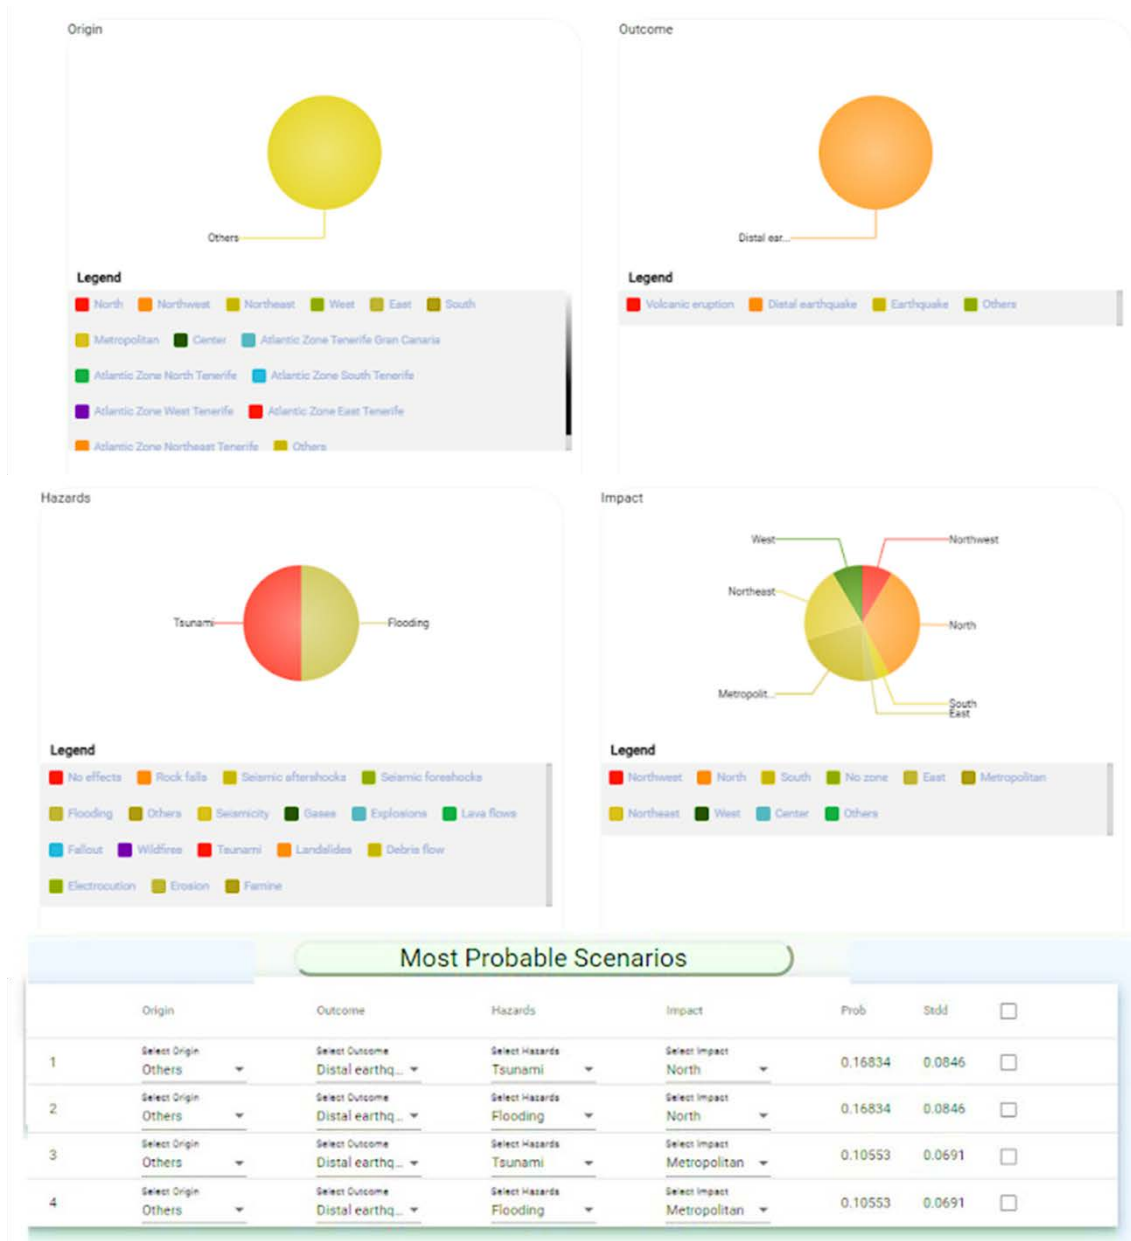 Origin
Others
Legend
North Northwest Northeast West East South
Metropolitan Center Atlantic Zone Tenerife Gran Canaria
Atlantic Zone North Tenerife Atlantic Zone South Tenerife
Atlantic Zone West Tenerife Atlantic Zone East Tenerife
Atlantic Zone Northeast Tenerife Others
Outcome
Distal ear...
Legend
Volcanic eruption Distal earthquake Earthquake Others
Hazards
Tsunami Flooding
Legend
No effects Rock falls Seismic aftershocks Seismic foreshocks
Flooding Others Seismicity Gases Explosions Lava flows
Fallout Wildfires Tsunami Landslides Debris flow
Electrocution Erosion Famine
Impact
West Northwest
Northeast
North
Metropolit...
South
East
Legend
Northwest North South No zone East Metropolitan
Northeast West Center Others
Most Probable Scenarios
Origin Outcome Hazards Impact Prob Stdd
Select Origin Select Outcome Select Hazards Select Impact
1 Others Distal earthq... Tsunami North 0.16834 0.0846
Select Origin Select Outcome Select Hazards Select Impact
2 Others Distal earthq... Flooding North 0.16834 0.0846
Select Origin Select Outcome Select Hazards Select Impact
3 Others Distal earthq... Tsunami Metropolitan 0.10553 0.0691
Select Origin Select Outcome Select Hazards Select Impact
4 Others Distal earthq... Flooding Metropolitan 0.10553 0.0691